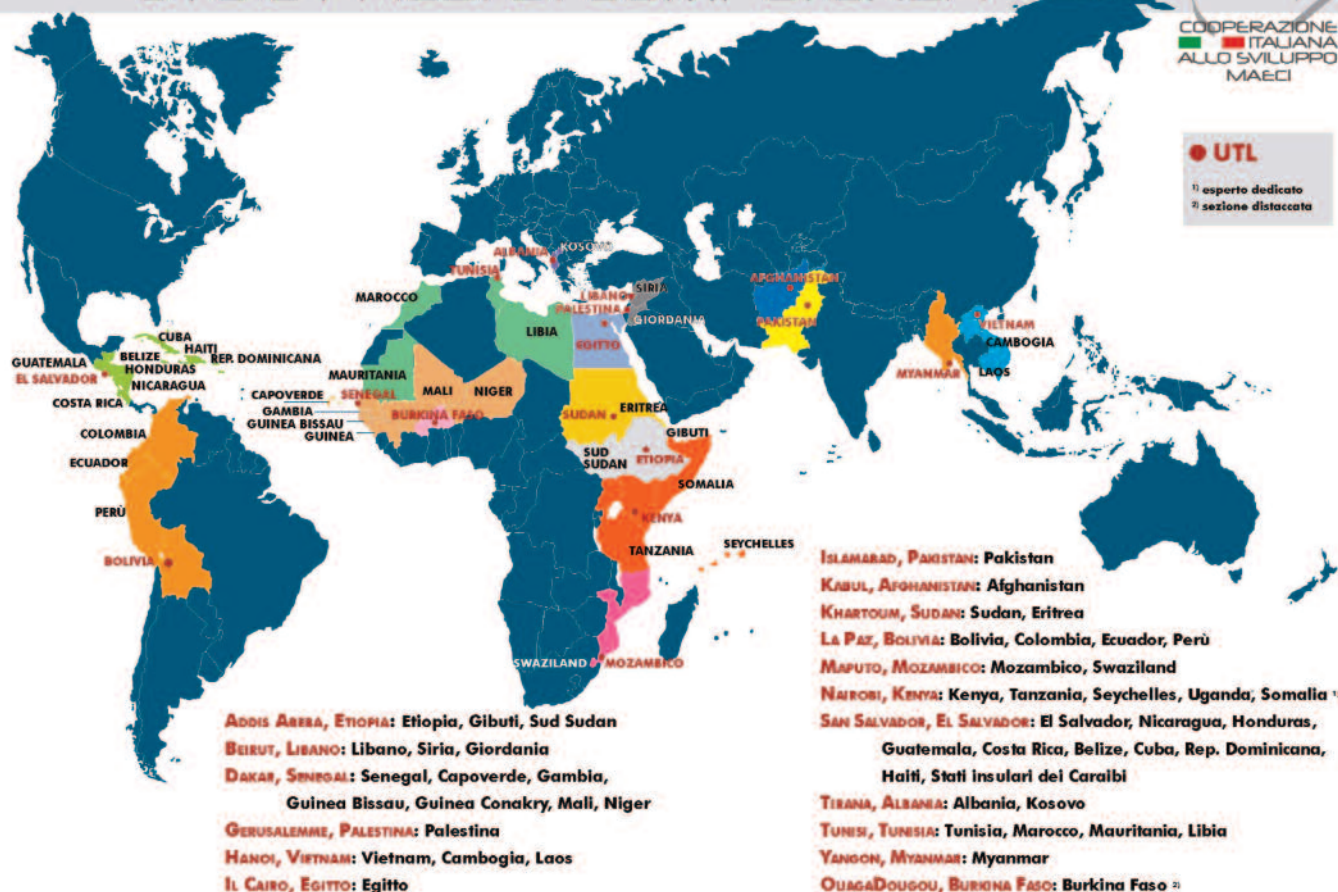 COOPERAZIONE
ITALIANA
ALLO SVILUPPO
MAECI
UTL
1) esperto dedicato
2) sezione distaccata
ALBANIA
KOSOVO
TUNISIA
MAROCCO
LIBANO
SIRIA
PALESTINA
GIORDANIA
LIBIA
EGITTO
AFGHANISTAN
PAKISTAN
VIETNAM
CAMBOGIA
LAOS
MYANMAR
CUBA
HAITI
REP. DOMINICANA
GUATEMALA
BELIZE
HONDURAS
EL SALVADOR
NICARAGUA
COSTA RICA
MAURITANIA
MALI
NIGER
CAPOVERDE
SENEGAL
GAMBIA
BURKINA FASO
GUINEA BISSAU
GUINEA
SUDAN
ERITREA
GIBUTI
SUD
SUDAN
ETIOPIA
COLOMBIA
ECUADOR
PERÙ
BOLIVIA
SOMALIA
KENYA
TANZANIA
SEYCHELLES
SWAZILAND
MOZAMBICO
ADDIS ABEBA, ETIOPIA: Etiopia, Gibuti, Sud Sudan
BEIRUT, LIBANO: Libano, Siria, Giordania
DAKAR, SENEGAL: Senegal, Capoverde, Gambia,
Guinea Bissau, Guinea Conakry, Mali, Niger
GERUSALEMME, PALESTINA: Palestina
HANOI, VIETNAM: Vietnam, Cambogia, Laos
IL CAIRO, EGITTO: Egitto
ISLAMABAD, PAKISTAN: Pakistan
KABUL, AFGHANISTAN: Afghanistan
KHARTOUM, SUDAN: Sudan, Eritrea
LA PAZ, BOLIVIA: Bolivia, Colombia, Ecuador, Perù
MAPUTO, MOZAMBICO: Mozambico, Swaziland
NAIROBI, KENYA: Kenya, Tanzania, Seychelles, Uganda, Somalia 1)
SAN SALVADOR, EL SALVADOR: El Salvador, Nicaragua, Honduras,
Guatemala, Costa Rica, Belize, Cuba, Rep. Dominicana,
Haiti, Stati insulari dei Caraibi
TIRANA, ALBANIA: Albania, Kosovo
TUNISI, TUNISIA: Tunisia, Marocco, Mauritania, Libia
YANGON, MYANMAR: Myanmar
OUAGADOUGOU, BURKINA FASO: Burkina Faso 2)